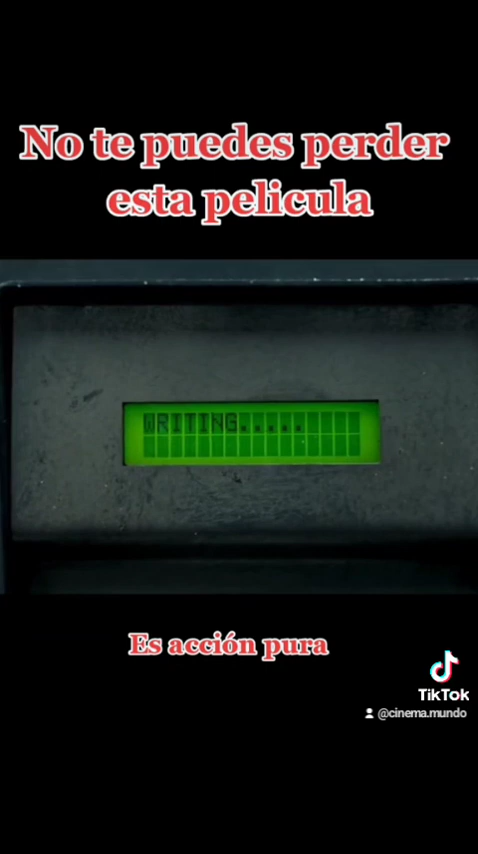 No te puedes perder
esta pelicula
WRITING.....
Es acción pura
TikTok
@cinema.mundo